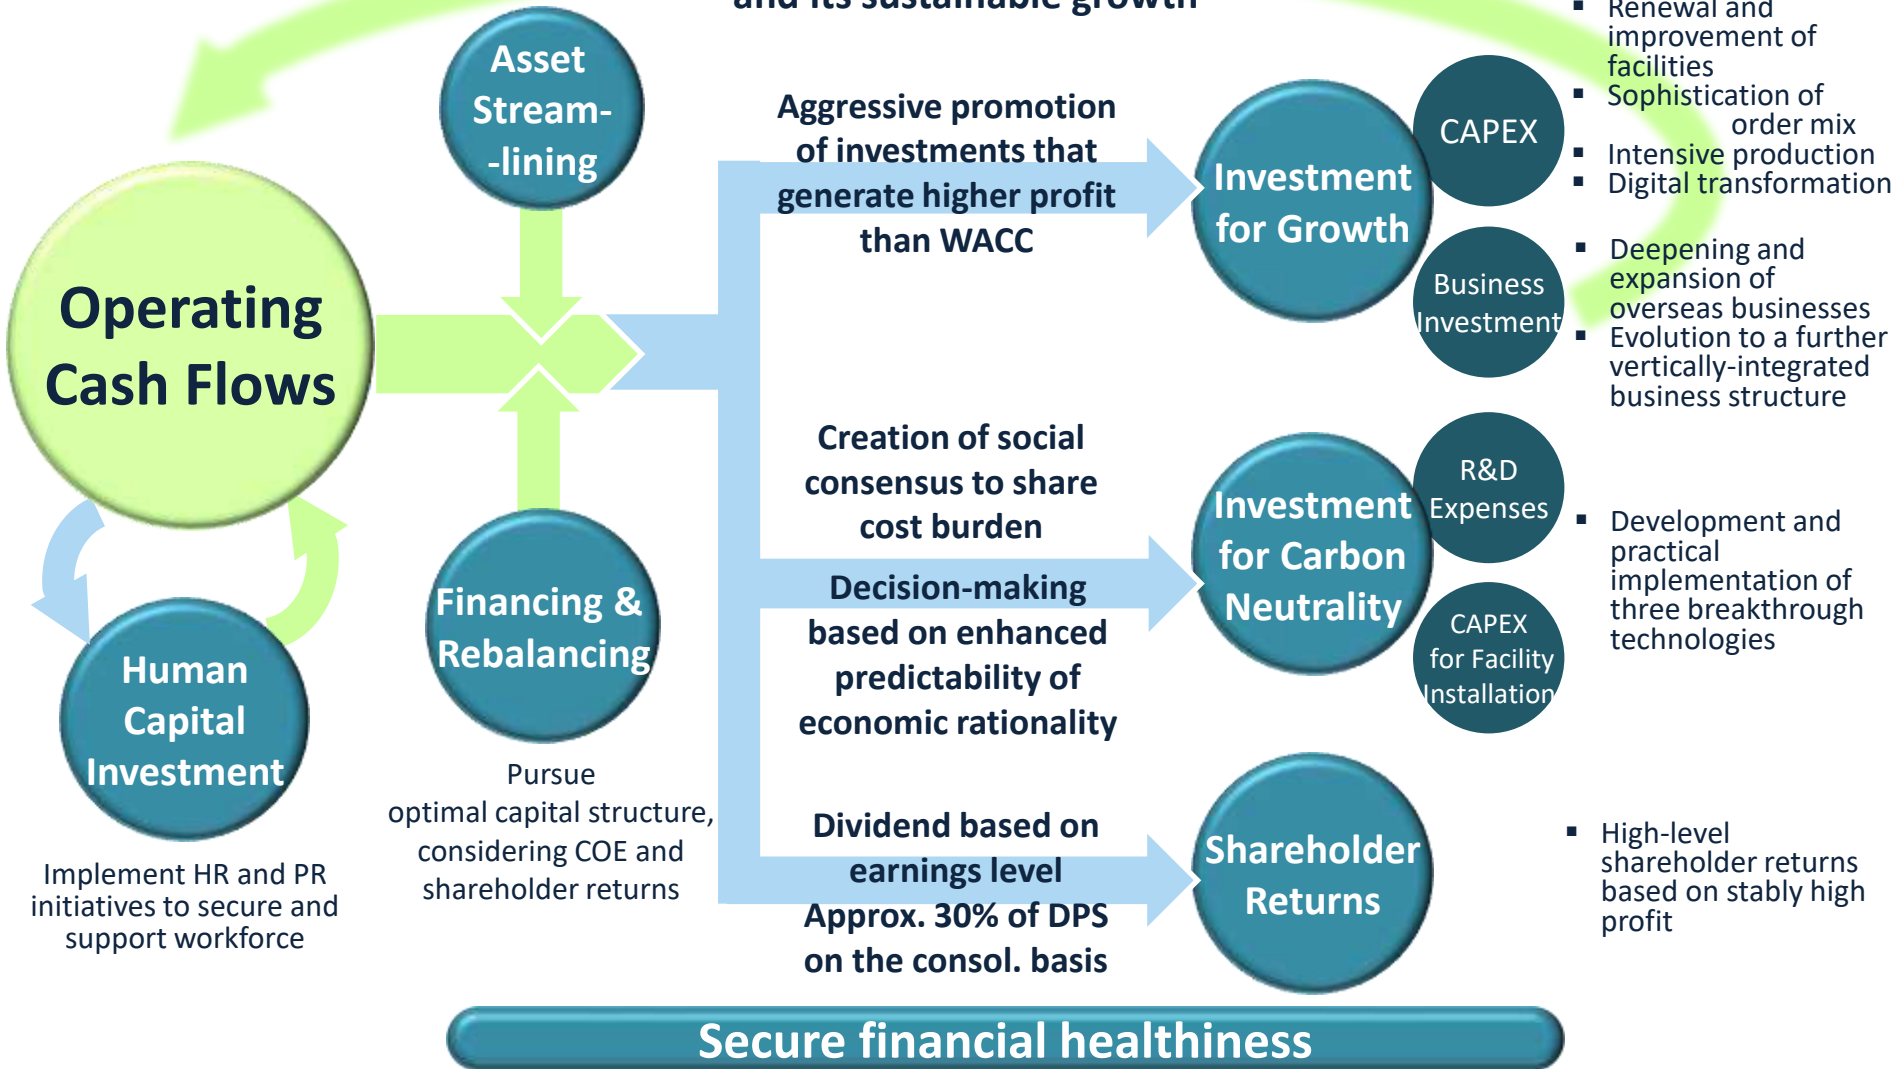 and its sustainable growth
Asset
Stream-
-lining
Operating
Cash Flows
Human
Capital
Investment
Implement HR and PR
initiatives to secure and
support workforce
Financing &
Rebalancing
Pursue
optimal capital structure,
considering COE and
shareholder returns
Aggressive promotion
of investments that
generate higher profit
than WACC
Investment
for Growth
CAPEX
▪ Renewal and
improvement of
facilities
▪ Sophistication of
order mix
▪ Intensive production
▪ Digital transformation
Business
Investment
▪ Deepening and
expansion of
overseas businesses
▪ Evolution to a further
vertically-integrated
business structure
Creation of social
consensus to share
cost burden
Decision-making
based on enhanced
predictability of
economic rationality
Investment
for Carbon
Neutrality
R&D
Expenses
CAPEX
for Facility
Installation
▪ Development and
practical
implementation of
three breakthrough
technologies
Dividend based on
earnings level
Approx. 30% of DPS
on the consol. basis
Shareholder
Returns
▪ High-level
shareholder returns
based on stably high
profit
Secure financial healthiness